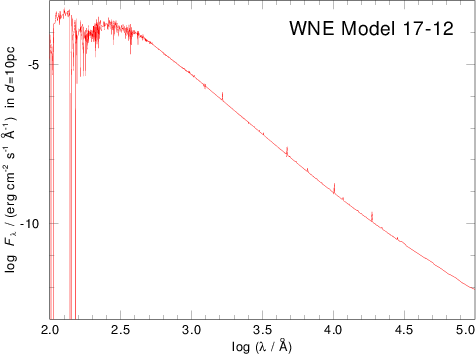 WNE Model 17-12
log F λ / (erg cm-2 s-1 Å-1) in d=10pc
-5
-10
2.0 2.5 3.0 3.5 4.0 4.5 5.0
log (λ / Å)